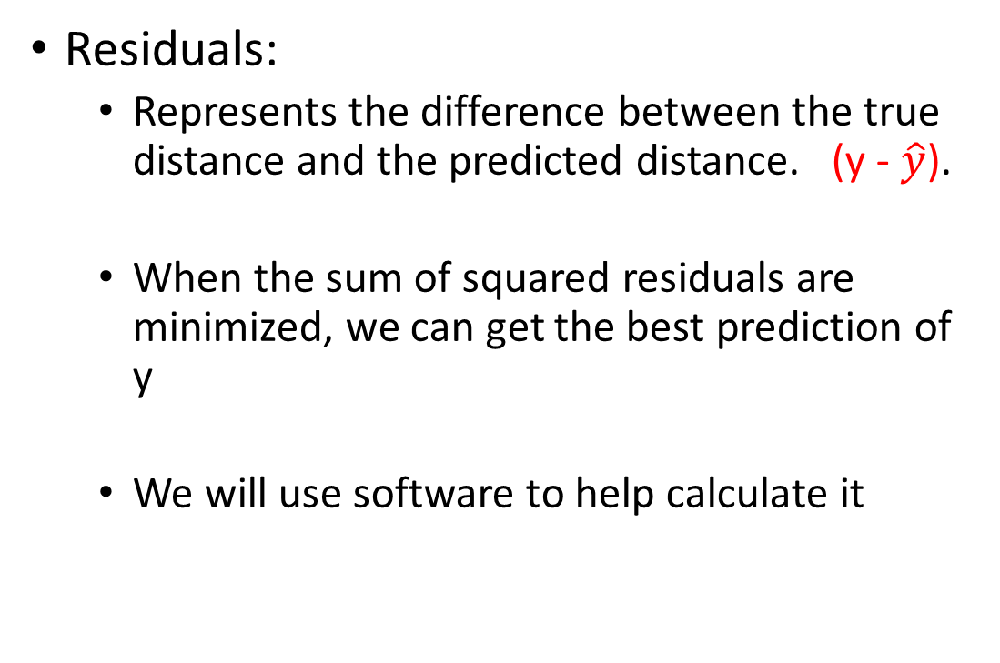 • Residuals:
• Represents the difference between the true
distance and the predicted distance. (y - ŷ).
• When the sum of squared residuals are
minimized, we can get the best prediction of
y
• We will use software to help calculate it